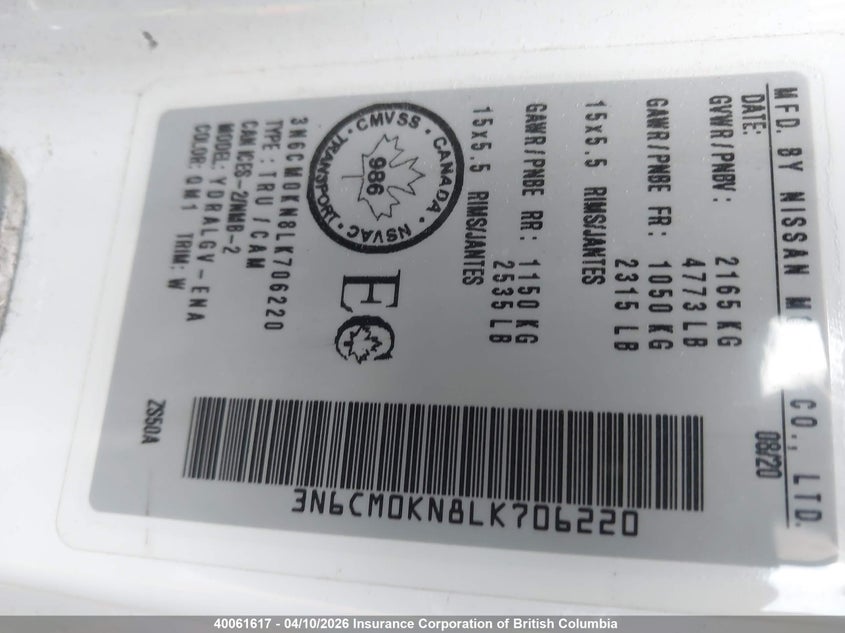 MFD. BY NISSAN MO CO., LTD.
DATE: 08/20
GVWR/PNBV: 2165 KG
4773 LB
GAWR/PNBE FR: 1050 KG
2315 LB
15x5.5 RIMS/JANTES
GAWR/PNBE RR: 1150 KG
2535 LB
15x5.5 RIMS/JANTES
CMVSS · CANADA · NSVAC · TRANSPORT ·
986
EC
3N6CM0KN8LK706220
TYPE: TRU/CAM
CAN ICES-2/NMB-2
MODEL: YDRALGV-ENA
COLOR: QM1 TRIM: W
ZS50A
3N6CM0KN8LK706220
40061617 - 04/10/2026 Insurance Corporation of British Columbia